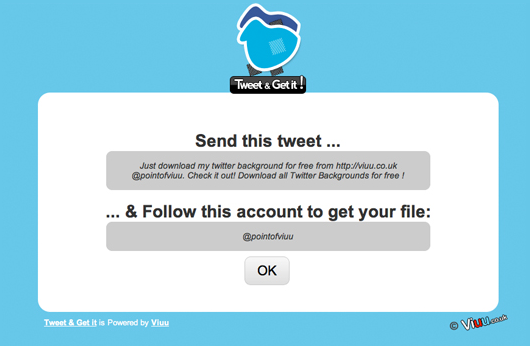 Tweet & Get it !
Send this tweet ...
Just download my twitter background for free from http://viuu.co.uk
@pointofviuu. Check it out! Download all Twitter Backgrounds for free !
... & Follow this account to get your file:
@pointofviuu
OK
Tweet & Get it is Powered by Viuu
© Viuu.co.uk